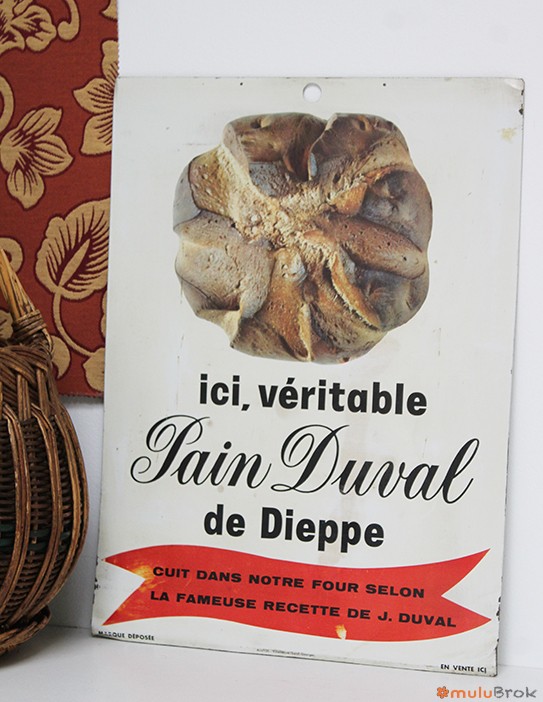 ici, véritable
Pain Duval
de Dieppe
CUIT DANS NOTRE FOUR SELON
LA FAMEUSE RECETTE DE J. DUVAL
MARQUE DÉPOSÉE
EN VENTE ICI
muluBrok